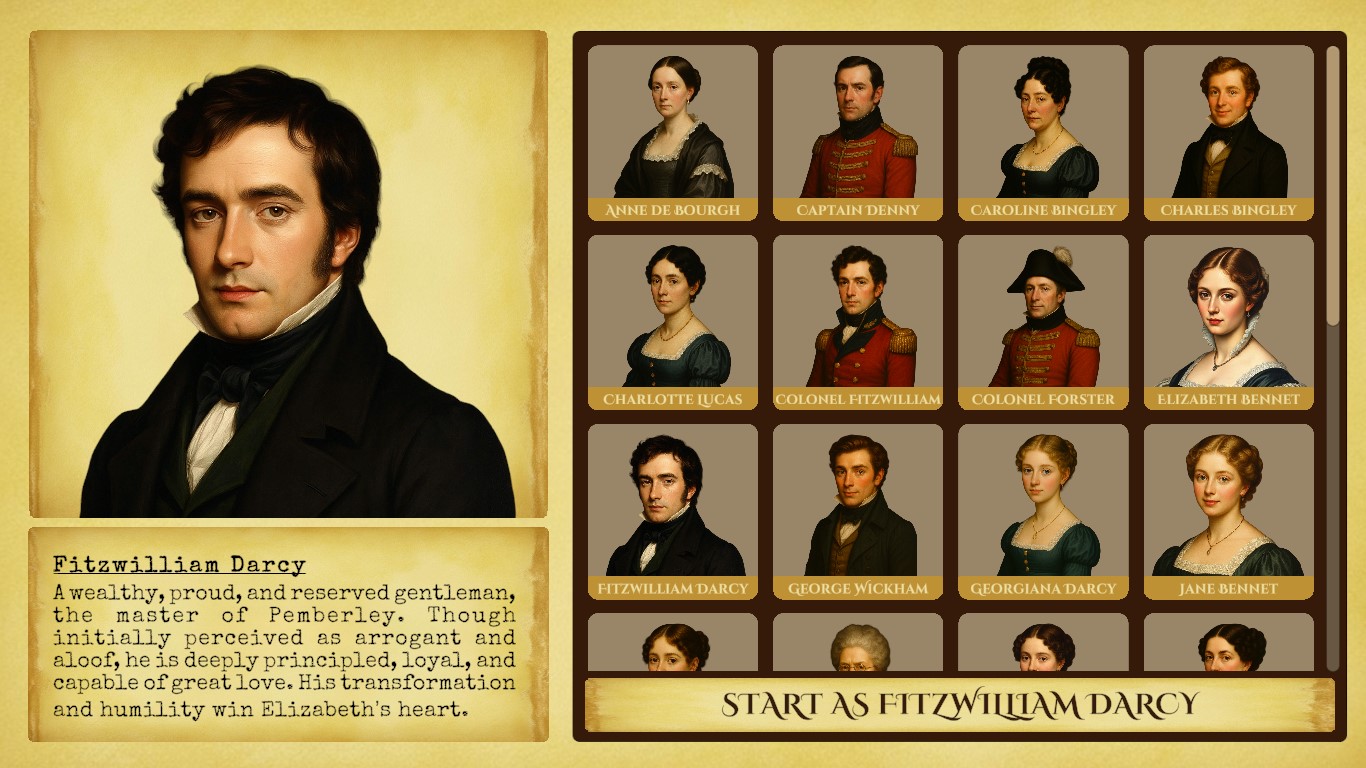 Fitzwilliam Darcy
A wealthy, proud, and reserved gentleman,
the master of Pemberley. Though
initially perceived as arrogant and
aloof, he is deeply principled, loyal, and
capable of great love. His transformation
and humility win Elizabeth's heart.
ANNE DE BOURGH
CAPTAIN DENNY
CAROLINE BINGLEY
CHARLES BINGLEY
CHARLOTTE LUCAS
COLONEL FITZWILLIAM
COLONEL FORSTER
ELIZABETH BENNET
FITZWILLIAM DARCY
GEORGE WICKHAM
GEORGIANA DARCY
JANE BENNET
START AS FITZWILLIAM DARCY